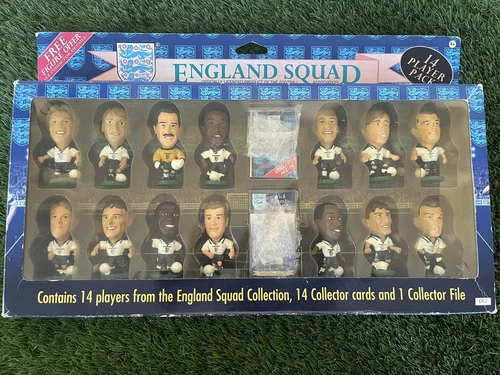 FREE
FIGURE OFFER
ENGLAND
ENGLAND SQUAD
14
PLAYER
PACK
Contains 14 players from the England Squad Collection, 14 Collector cards and 1 Collector File